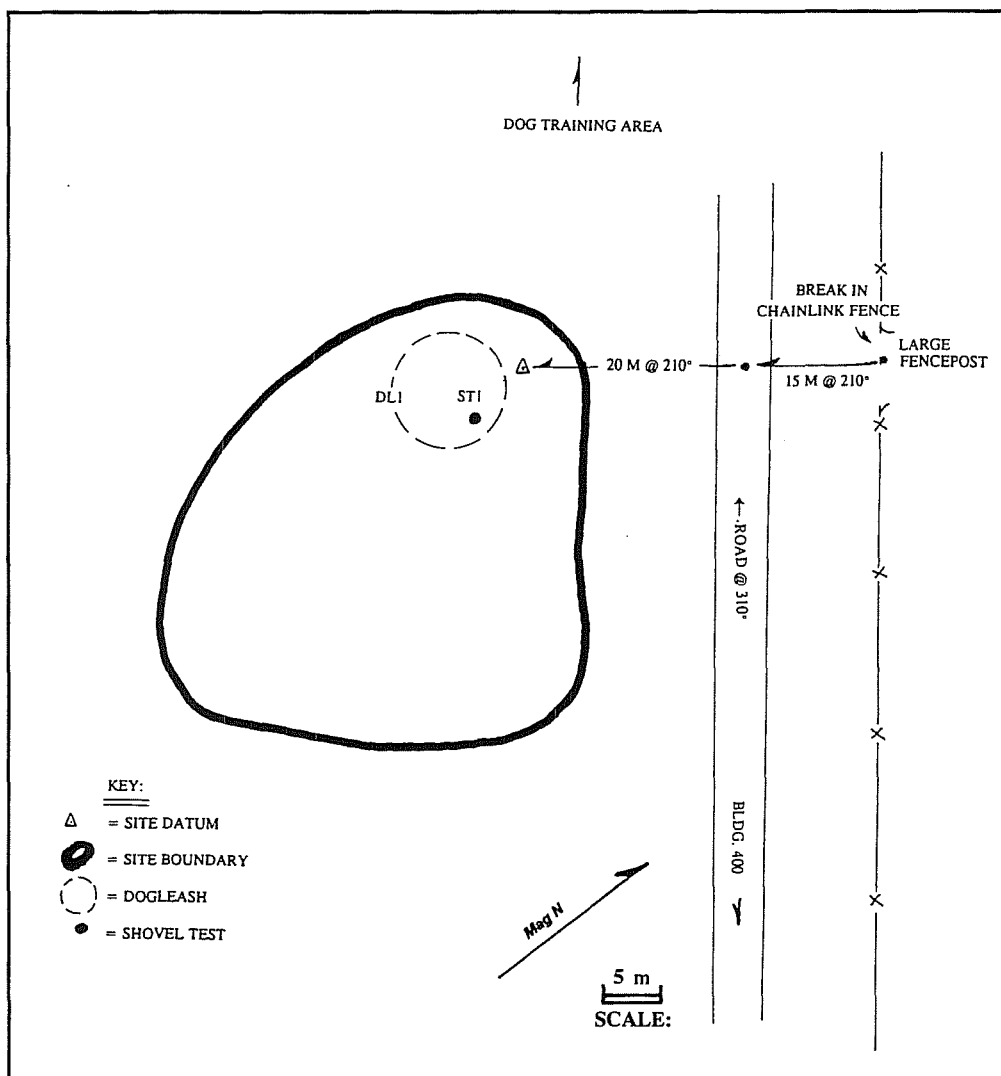 DOG TRAINING AREA
BREAK IN
CHAINLINK FENCE
LARGE
FENCEPOST
20 M @ 210°
15 M @ 210°
DL1
ST1
←.ROAD @ 310°
BLDG. 400
KEY:
= SITE DATUM
= SITE BOUNDARY
= DOGLEASH
= SHOVEL TEST
Mag N
5 m
SCALE: